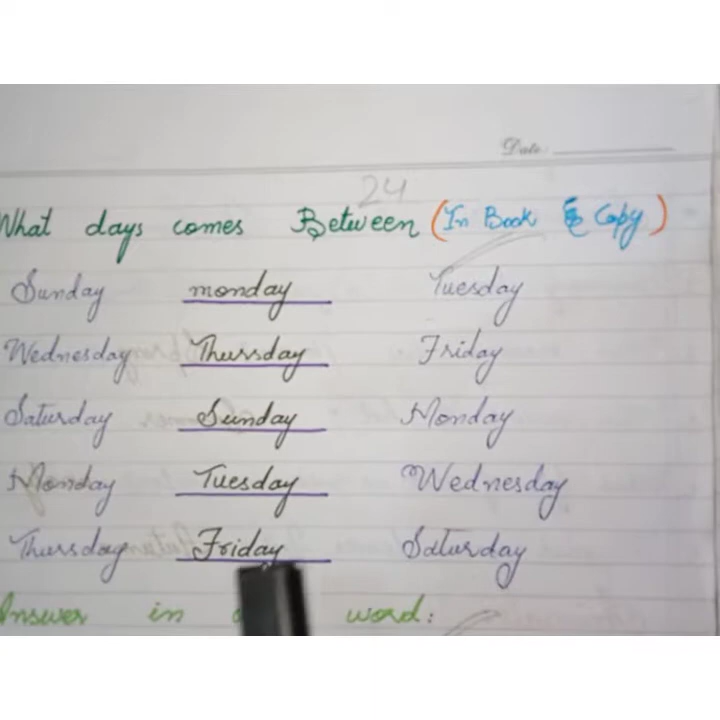 Date:
24
What days comes Between (In Book & Copy)
Sunday monday Tuesday
Wednesday Thursday Friday
Saturday Sunday Monday
Monday Tuesday Wednesday
Thursday Friday Saturday
Answer in word: